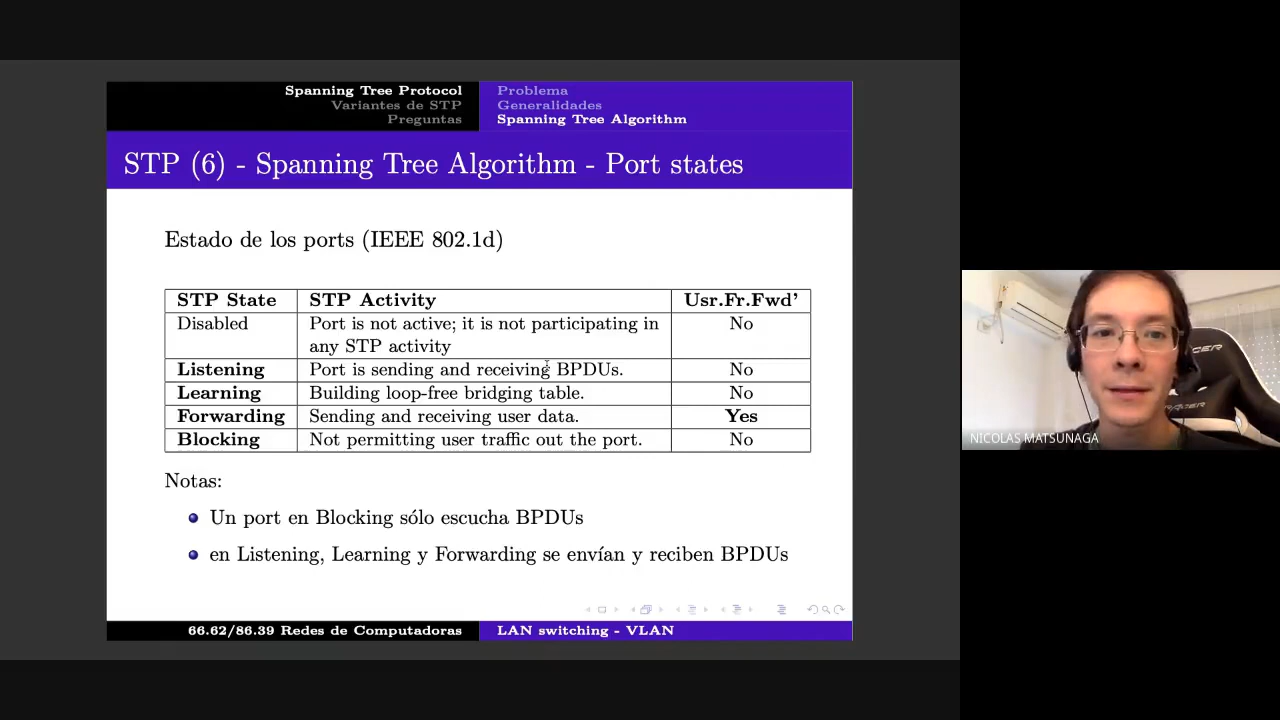 Spanning Tree Protocol
Variantes de STP
Preguntas
Problema
Generalidades
Spanning Tree Algorithm
STP (6) - Spanning Tree Algorithm - Port states
Estado de los ports (IEEE 802.1d)
STP State STP Activity Usr.Fr.Fwd'
Disabled Port is not active; it is not participating in No
any STP activity
Listening Port is sending and receiving BPDUs. No
Learning Building loop-free bridging table. No
Forwarding Sending and receiving user data. Yes
Blocking Not permitting user traffic out the port. No
Notas:
Un port en Blocking sólo escucha BPDUs
en Listening, Learning y Forwarding se envían y reciben BPDUs
66.62/86.39 Redes de Computadoras
LAN switching - VLAN
NICOLAS MATSUNAGA